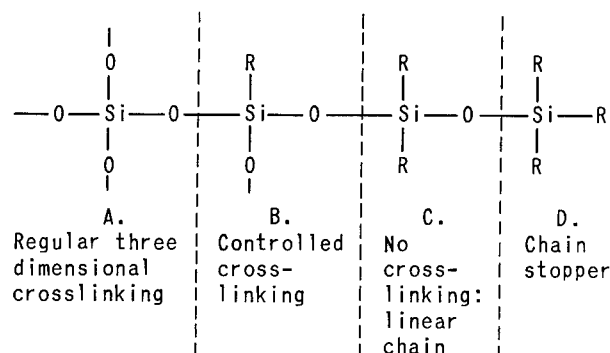 O R R R
O Si O Si O Si O Si R
O O R R
A. B. C. D.
Regular three
dimensional
crosslinking
Controlled
cross-
linking
No
cross-
linking:
linear
chain
Chain
stopper